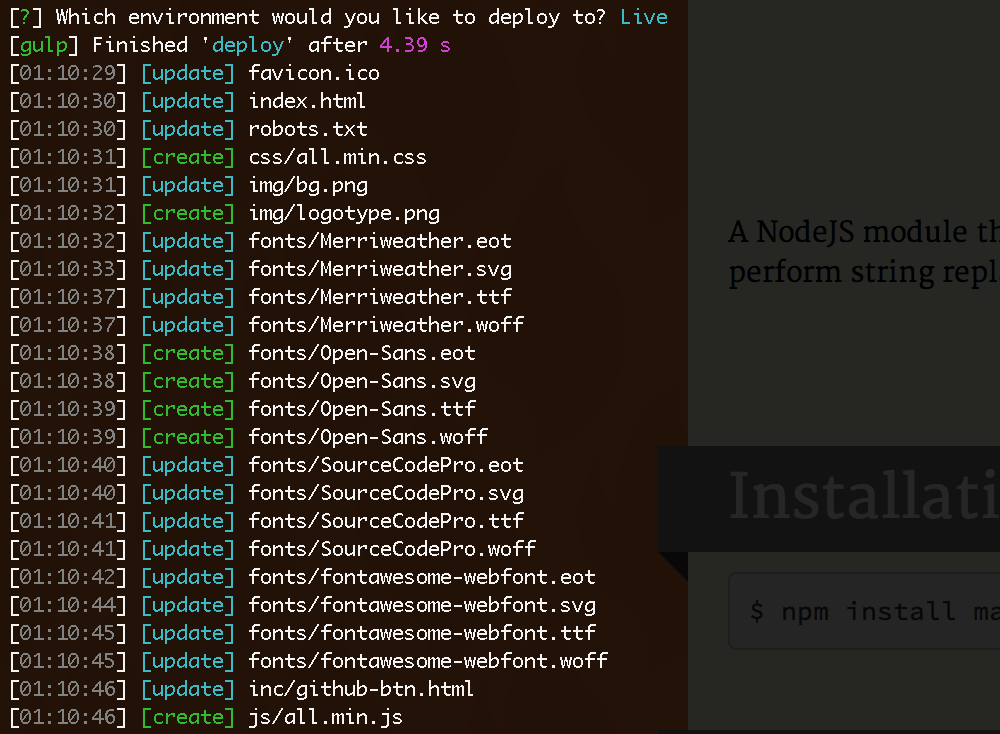 [?] Which environment would you like to deploy to? Live
[gulp] Finished 'deploy' after 4.39 s
[01:10:29] [update] favicon.ico
[01:10:30] [update] index.html
[01:10:30] [update] robots.txt
[01:10:31] [create] css/all.min.css
[01:10:31] [update] img/bg.png
[01:10:32] [create] img/logotype.png
[01:10:32] [update] fonts/Merriweather.eot
[01:10:33] [update] fonts/Merriweather.svg
[01:10:37] [update] fonts/Merriweather.ttf
[01:10:37] [update] fonts/Merriweather.woff
[01:10:38] [create] fonts/Open-Sans.eot
[01:10:38] [create] fonts/Open-Sans.svg
[01:10:39] [create] fonts/Open-Sans.ttf
[01:10:39] [create] fonts/Open-Sans.woff
[01:10:40] [update] fonts/SourceCodePro.eot
[01:10:40] [update] fonts/SourceCodePro.svg
[01:10:41] [update] fonts/SourceCodePro.ttf
[01:10:41] [update] fonts/SourceCodePro.woff
[01:10:42] [update] fonts/fontawesome-webfont.eot
[01:10:44] [update] fonts/fontawesome-webfont.svg
[01:10:45] [update] fonts/fontawesome-webfont.ttf
[01:10:45] [update] fonts/fontawesome-webfont.woff
[01:10:46] [update] inc/github-btn.html
[01:10:46] [create] js/all.min.js
A NodeJS module th
perform string repl
Installati
$ npm install ma